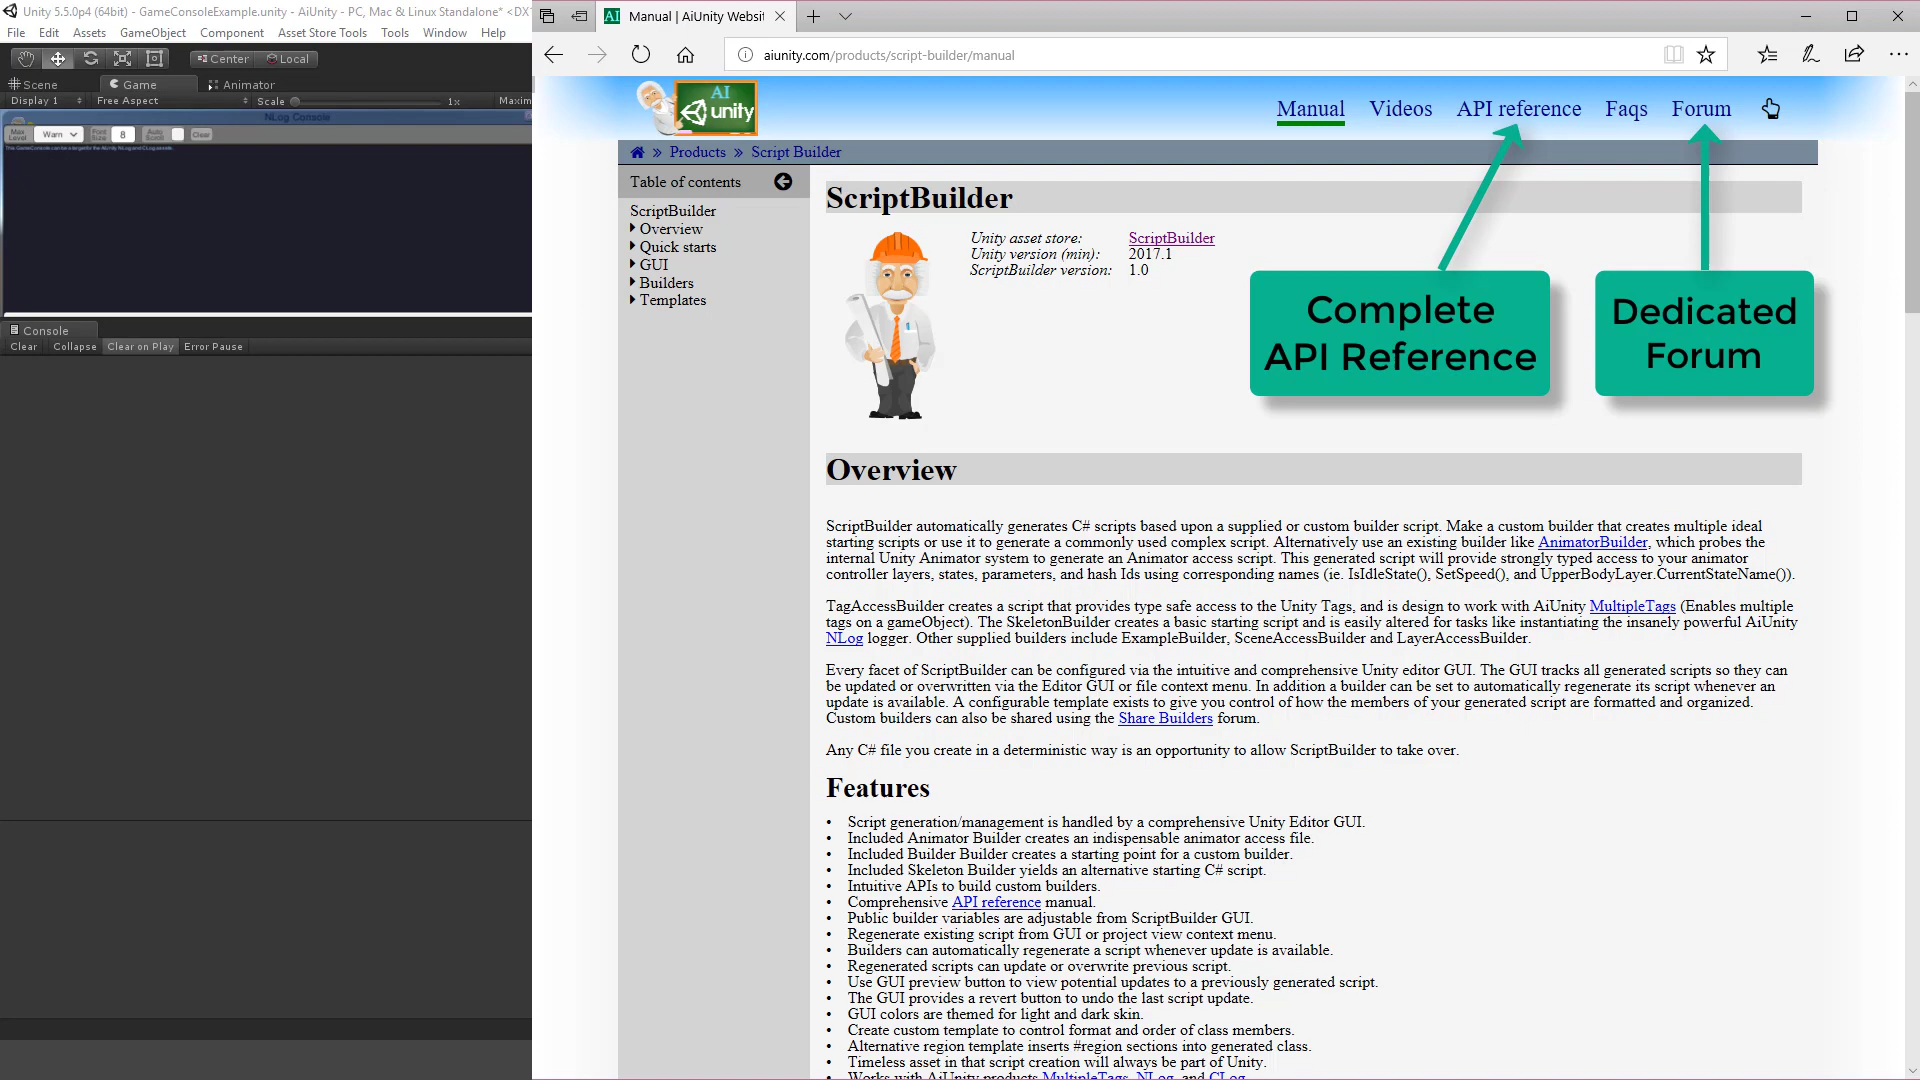 Unity 5.5.0p4 (64bit) - GameConsoleExample.unity - AiUnity - PC, Mac & Linux Standalone* <DX
File Edit Assets GameObject Component Asset Store Tools Tools Window Help
Center Local
Scene Game Animator
Display 1 Free Aspect Scale 1x Maxim
NLog Console
Max Level Warn Font Size 8 Auto Scroll Clear
Console
Clear Collapse Clear on Play Error Pause
AI Manual | AiUnity Websit
aiunity.com/products/script-builder/manual
AI
unity
Manual Videos API reference Faqs Forum
Products » Script Builder
Table of contents
ScriptBuilder
Overview
Quick starts
GUI
Builders
Templates
ScriptBuilder
Unity asset store: ScriptBuilder
Unity version (min): 2017.1
ScriptBuilder version: 1.0
Complete
API Reference
Dedicated
Forum
Overview
ScriptBuilder automatically generates C# scripts based upon a supplied or custom builder script. Make a custom builder that creates multiple ideal
starting scripts or use it to generate a commonly used complex script. Alternatively use an existing builder like AnimatorBuilder, which probes the
internal Unity Animator system to generate an Animator access script. This generated script will provide strongly typed access to your animator
controller layers, states, parameters, and hash Ids using corresponding names (ie. IsIdleState(), SetSpeed(), and UpperBodyLayer.CurrentStateName()).
TagAccessBuilder creates a script that provides type safe access to the Unity Tags, and is design to work with AiUnity MultipleTags (Enables multiple
tags on a gameObject). The SkeletonBuilder creates a basic starting script and is easily altered for tasks like instantiating the insanely powerful AiUnity
NLog logger. Other supplied builders include ExampleBuilder, SceneAccessBuilder and LayerAccessBuilder.
Every facet of ScriptBuilder can be configured via the intuitive and comprehensive Unity editor GUI. The GUI tracks all generated scripts so they can
be updated or overwritten via the Editor GUI or file context menu. In addition a builder can be set to automatically regenerate its script whenever an
update is available. A configurable template exists to give you control of how the members of your generated script are formatted and organized.
Custom builders can also be shared using the Share Builders forum.
Any C# file you create in a deterministic way is an opportunity to allow ScriptBuilder to take over.
Features
• Script generation/management is handled by a comprehensive Unity Editor GUI.
• Included Animator Builder creates an indispensable animator access file.
• Included Builder Builder creates a starting point for a custom builder.
• Included Skeleton Builder yields an alternative starting C# script.
• Intuitive APIs to build custom builders.
• Comprehensive API reference manual.
• Public builder variables are adjustable from ScriptBuilder GUI.
• Regenerate existing script from GUI or project view context menu.
• Builders can automatically regenerate a script whenever update is available.
• Regenerated scripts can update or overwrite previous script.
• Use GUI preview button to view potential updates to a previously generated script.
• The GUI provides a revert button to undo the last script update.
• GUI colors are themed for light and dark skin.
• Create custom template to control format and order of class members.
• Alternative region template inserts #region sections into generated class.
• Timeless asset in that script creation will always be part of Unity.
• Works with AiUnity products MultipleTags, NLog, and CLog.